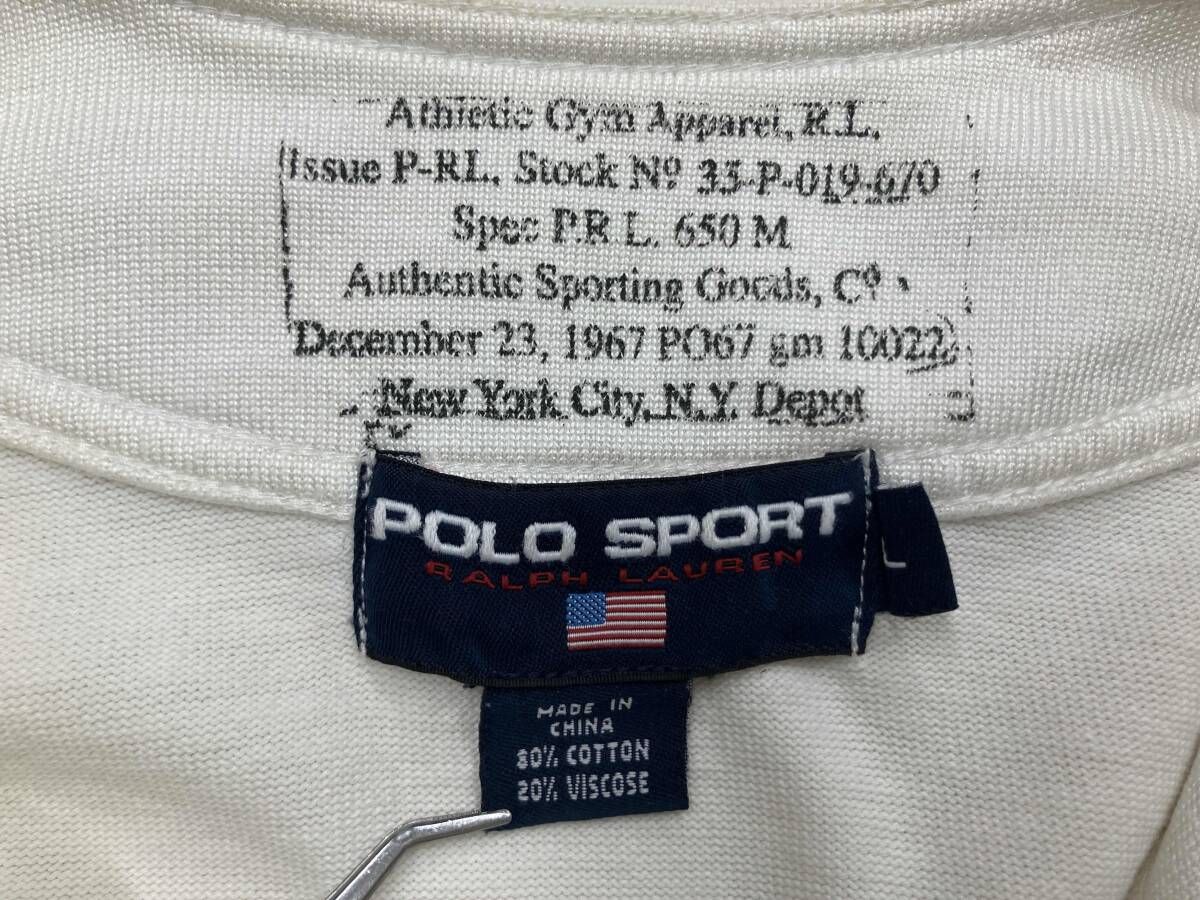 Athletic Gym Apparel, R.L.
Issue P-RL, Stock Nº 33-P-019-670
Spec P.R.L. 650 M
Authentic Sporting Goods, Cº
December 23, 1967 PO67 gm 10022
New York City, N.Y. Depot
POLO SPORT
RALPH LAUREN
L
MADE IN
CHINA
80% COTTON
20% VISCOSE